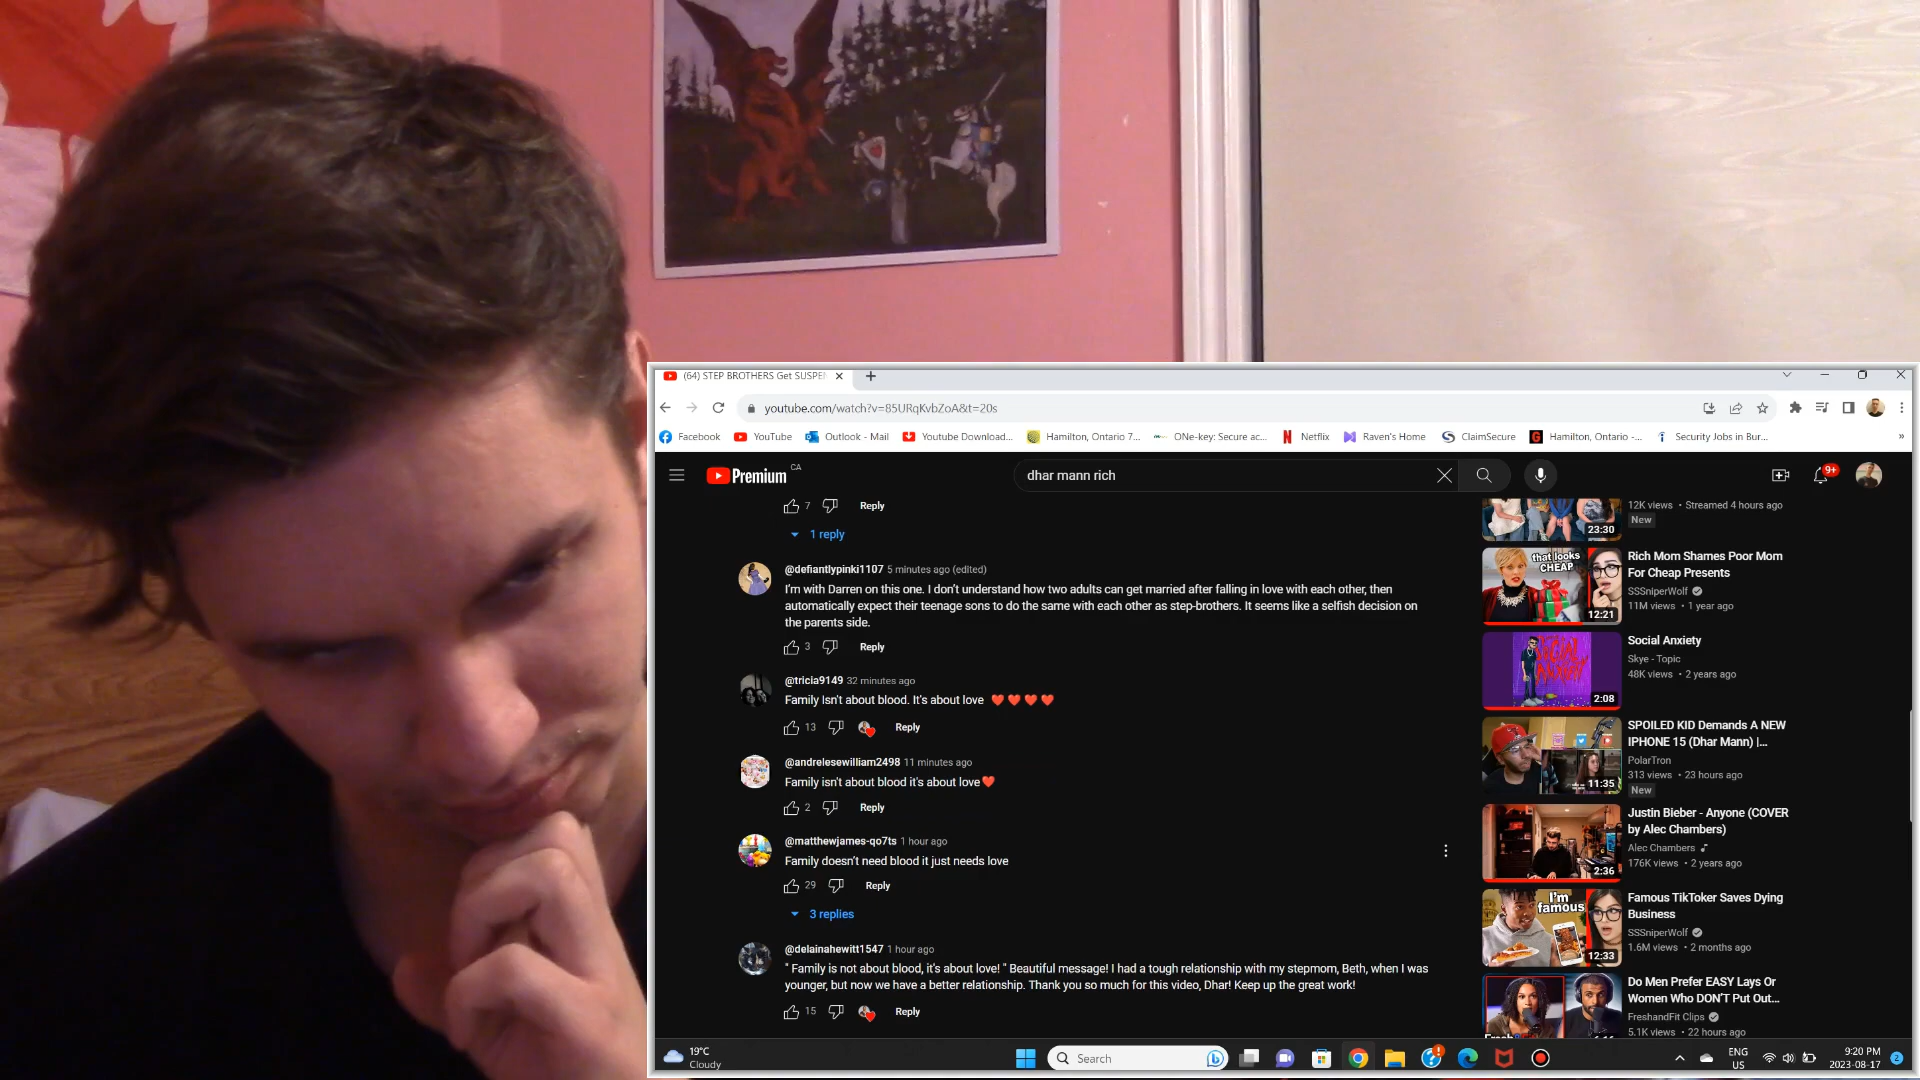 (64) STEP BROTHERS Get SUSPEN
youtube.com/watch?v=85URqKvbZoA&t=20s
Facebook YouTube Outlook - Mail Youtube Download... Hamilton, Ontario 7... ONe-key: Secure ac... Netflix Raven's Home ClaimSecure Hamilton, Ontario -... Security Jobs in Bur... »
Premium CA
dhar mann rich
9+
7 Reply
1 reply
@defiantlypinki1107 5 minutes ago (edited)
I'm with Darren on this one. I don't understand how two adults can get married after falling in love with each other, then
automatically expect their teenage sons to do the same with each other as step-brothers. It seems like a selfish decision on
the parents side.
3 Reply
@tricia9149 32 minutes ago
Family isn't about blood. It's about love ❤️❤️❤️❤️
13 Reply
@andrelesewilliam2498 11 minutes ago
Family isn't about blood it's about love❤️
2 Reply
@matthewjames-qo7ts 1 hour ago
Family doesn't need blood it just needs love
29 Reply
3 replies
@delainahewitt1547 1 hour ago
" Family is not about blood, it's about love! " Beautiful message! I had a tough relationship with my stepmom, Beth, when I was
younger, but now we have a better relationship. Thank you so much for this video, Dhar! Keep up the great work!
15 Reply
23:30
12K views • Streamed 4 hours ago
New
that looks
CHEAP
12:21
Rich Mom Shames Poor Mom
For Cheap Presents
SSSniperWolf
11M views • 1 year ago
2:08
Social Anxiety
Skye - Topic
48K views • 2 years ago
11:35
SPOILED KID Demands A NEW
IPHONE 15 (Dhar Mann) |...
PolarTron
313 views • 23 hours ago
New
2:36
Justin Bieber - Anyone (COVER
by Alec Chambers)
Alec Chambers
176K views • 2 years ago
I'm
famous
12:33
Famous TikToker Saves Dying
Business
SSSniperWolf
1.6M views • 2 months ago
Do Men Prefer EASY Lays Or
Women Who DON'T Put Out...
FreshandFit Clips
5.1K views • 22 hours ago
19°C
Cloudy
Search
ENG
US
9:20 PM
2023-08-17
2